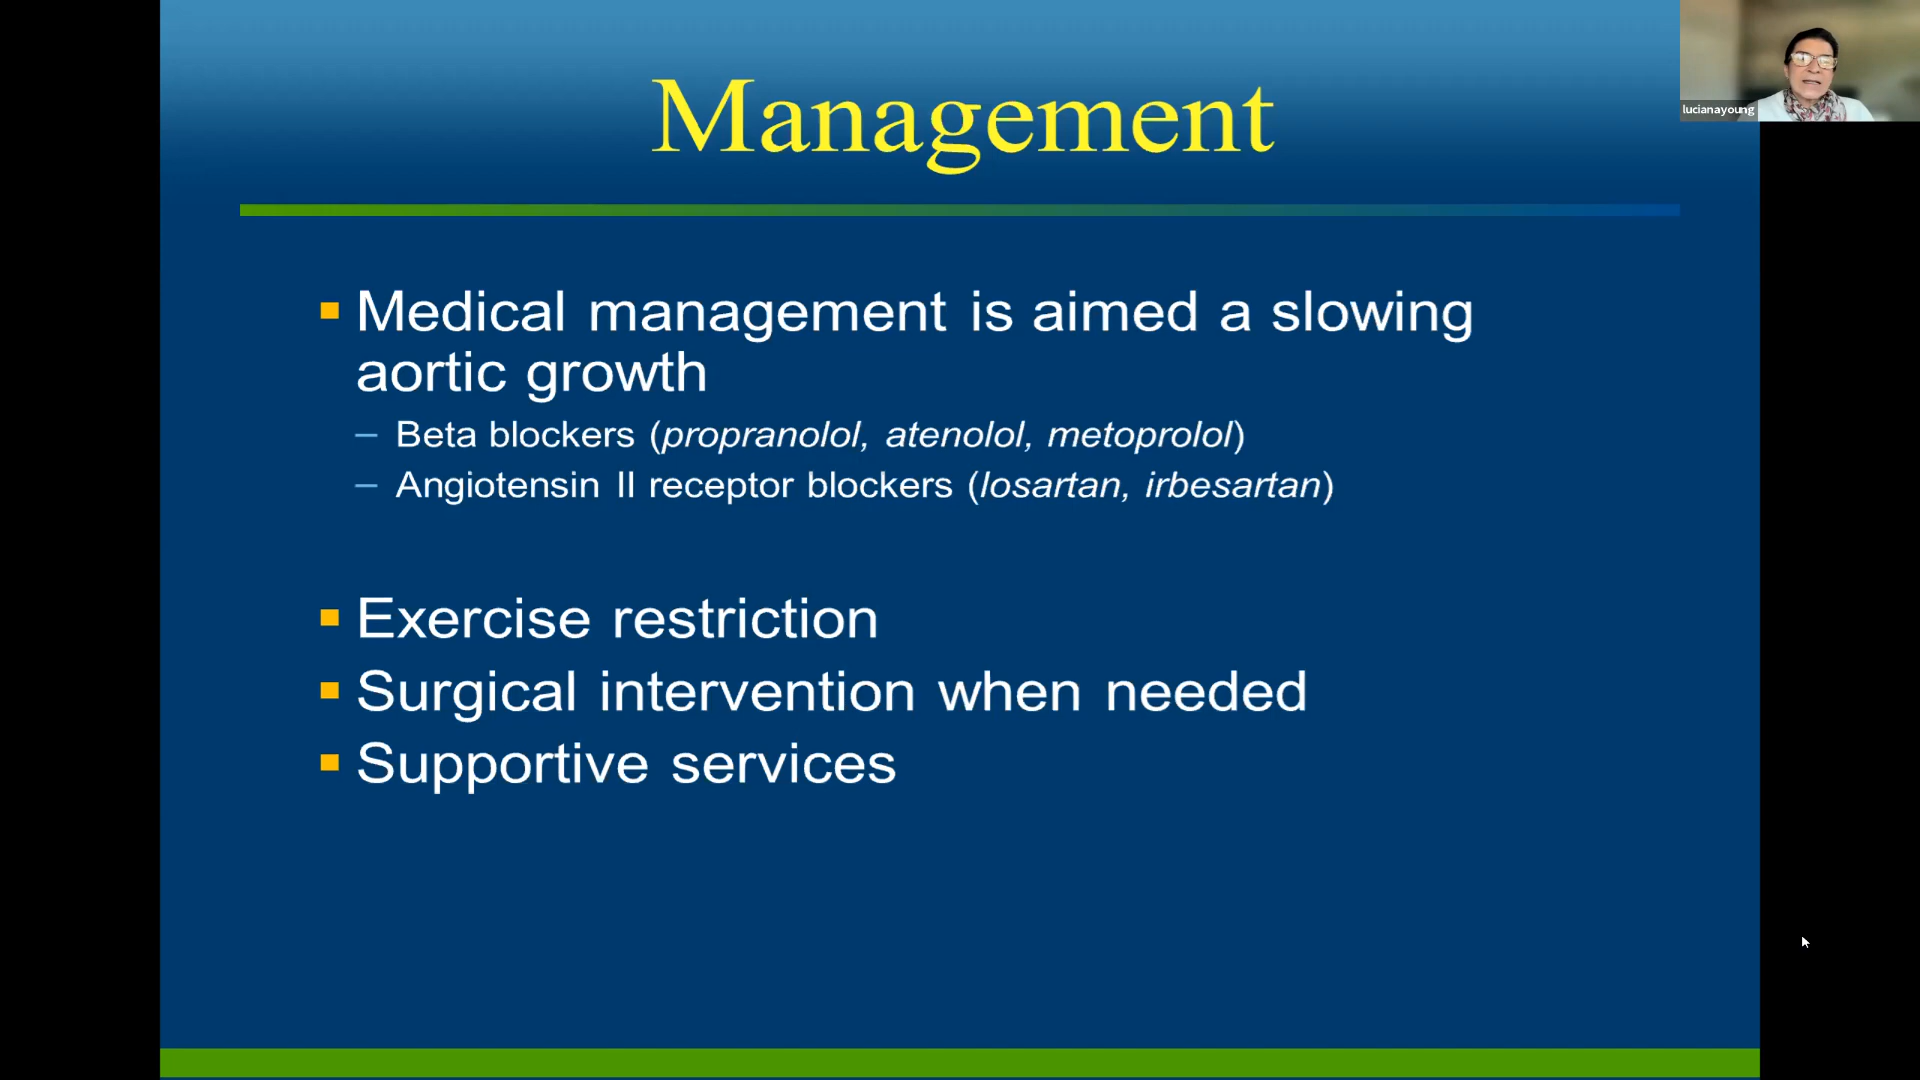 Management
lucianayoung
Medical management is aimed a slowing
aortic growth
– Beta blockers (propranolol, atenolol, metoprolol)
– Angiotensin II receptor blockers (losartan, irbesartan)
Exercise restriction
Surgical intervention when needed
Supportive services